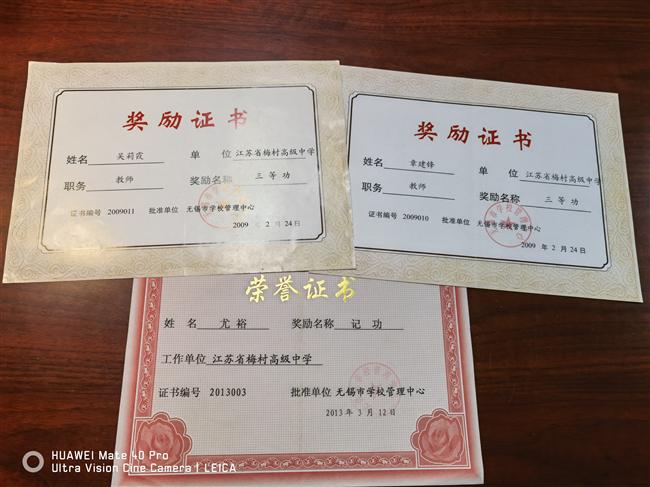 奖励证书
姓名 吴莉霞 单位 江苏省梅村高级中学
职务 教师 奖励名称 三等功
证书编号 2009011 批准单位 无锡市学校管理中心
2009 年 2 月 24日
奖励证书
姓名 章建锋 单位 江苏省梅村高级中学
职务 教师 奖励名称 三等功
证书编号 2009010 批准单位 无锡市学校管理中心
2009 年 2 月 24 日
荣誉证书
姓名 尤裕 奖励名称 记功
工作单位 江苏省梅村高级中学
证书编号 2013003 批准单位 无锡市学校管理中心
2013 年 3 月 12 日
HUAWEI Mate 40 Pro
Ultra Vision Cine Camera | LEICA